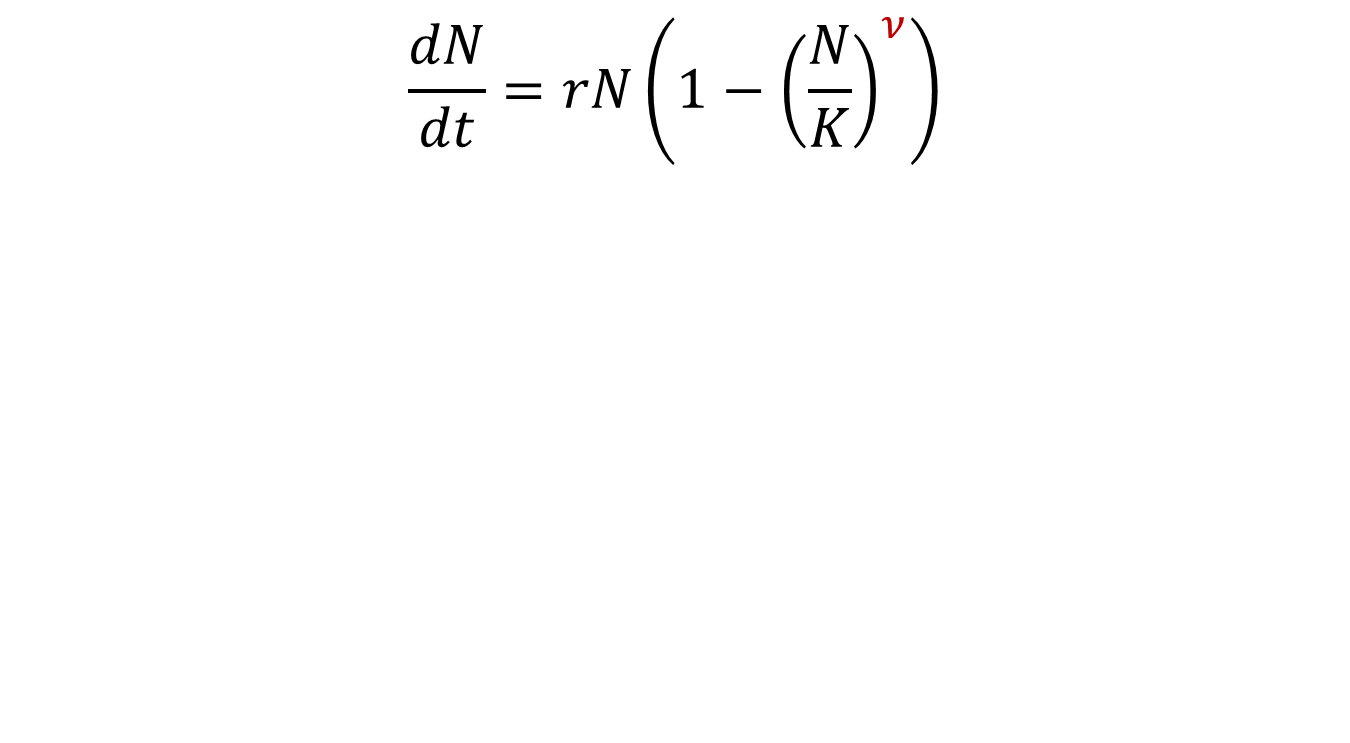 dN/dt = rN(1 − (N/K)^ν)